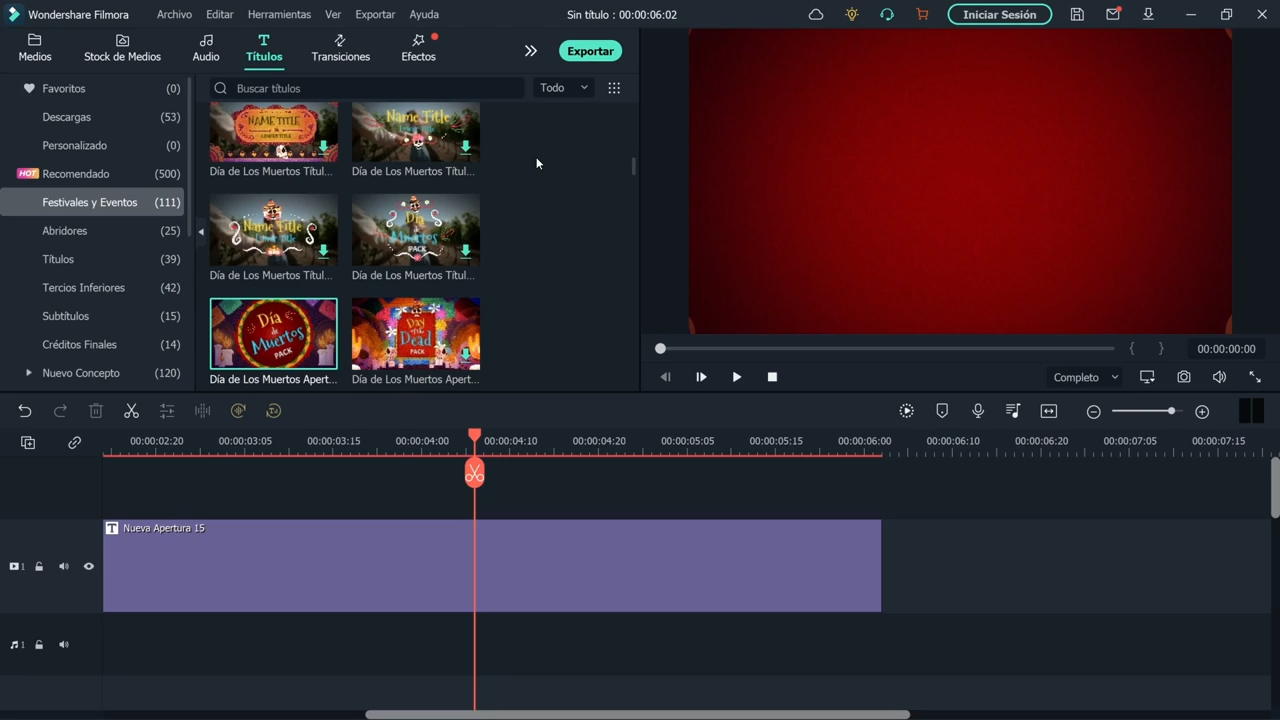 Wondershare Filmora
Archivo
Editar
Herramientas
Ver
Exportar
Ayuda
Sin título : 00:00:06:02
Iniciar Sesión
Medios
Stock de Medios
Audio
Títulos
Transiciones
Efectos
Exportar
Favoritos (0)
Descargas (53)
Personalizado (0)
HOT Recomendado (500)
Festivales y Eventos (111)
Abridores (25)
Títulos (39)
Tercios Inferiores (42)
Subtítulos (15)
Créditos Finales (14)
Nuevo Concepto (120)
Buscar títulos
Todo
NAME TITLE
Name Title
Día de Los Muertos Títul...
Día de Los Muertos Títul...
Name Title
Día
de
Muertos
PACK
Día de Los Muertos Títul...
Día de Los Muertos Títul...
Día
de
Muertos
PACK
Day
of the
Dead
PACK
Día de Los Muertos Apert...
Día de Los Muertos Apert...
00:00:00:00
Completo
00:00:02:20
00:00:03:05
00:00:03:15
00:00:04:00
00:00:04:10
00:00:04:20
00:00:05:05
00:00:05:15
00:00:06:00
00:00:06:10
00:00:06:20
00:00:07:05
00:00:07:15
T Nueva Apertura 15
1
1